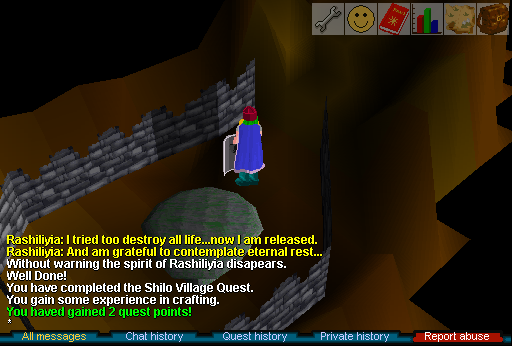 Rashiliyia: I tried too destroy all life...now I am released.
Rashiliyia: And am grateful to contemplate eternal rest...
Without warning the spirit of Rashiliyia disapears.
Well Done!
You have completed the Shilo Village Quest.
You gain some experience in crafting.
You haved gained 2 quest points!
*
All messages Chat history Quest history Private history Report abuse